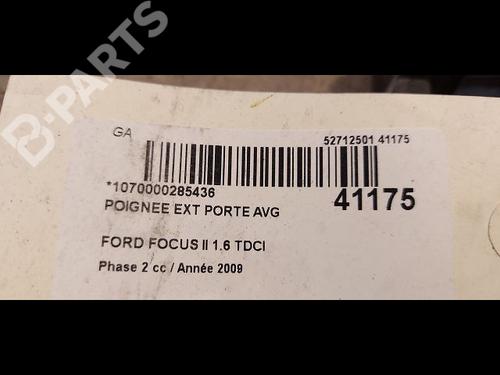 B-PARTS
GA
52712501 41175
*1070000285436
41175
POIGNEE EXT PORTE AVG
FORD FOCUS II 1.6 TDCI
Phase 2 cc / Année 2009